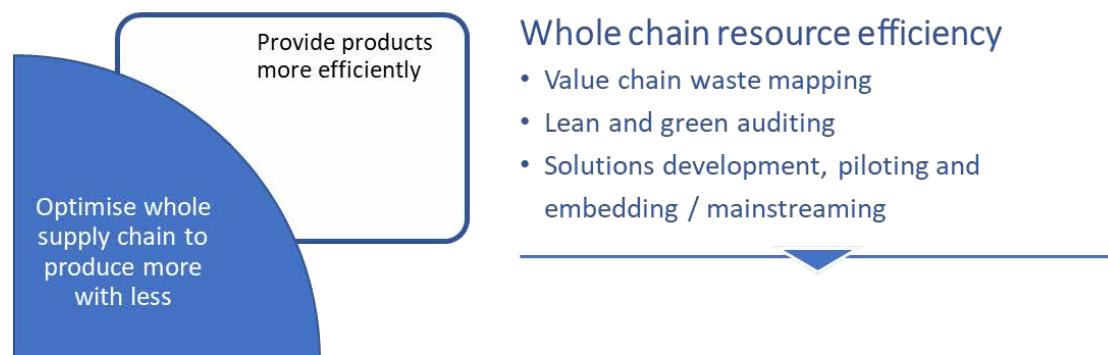 Provide products
more efficiently
Optimise whole
supply chain to
produce more
with less
Whole chain resource efficiency
• Value chain waste mapping
• Lean and green auditing
• Solutions development, piloting and
embedding / mainstreaming